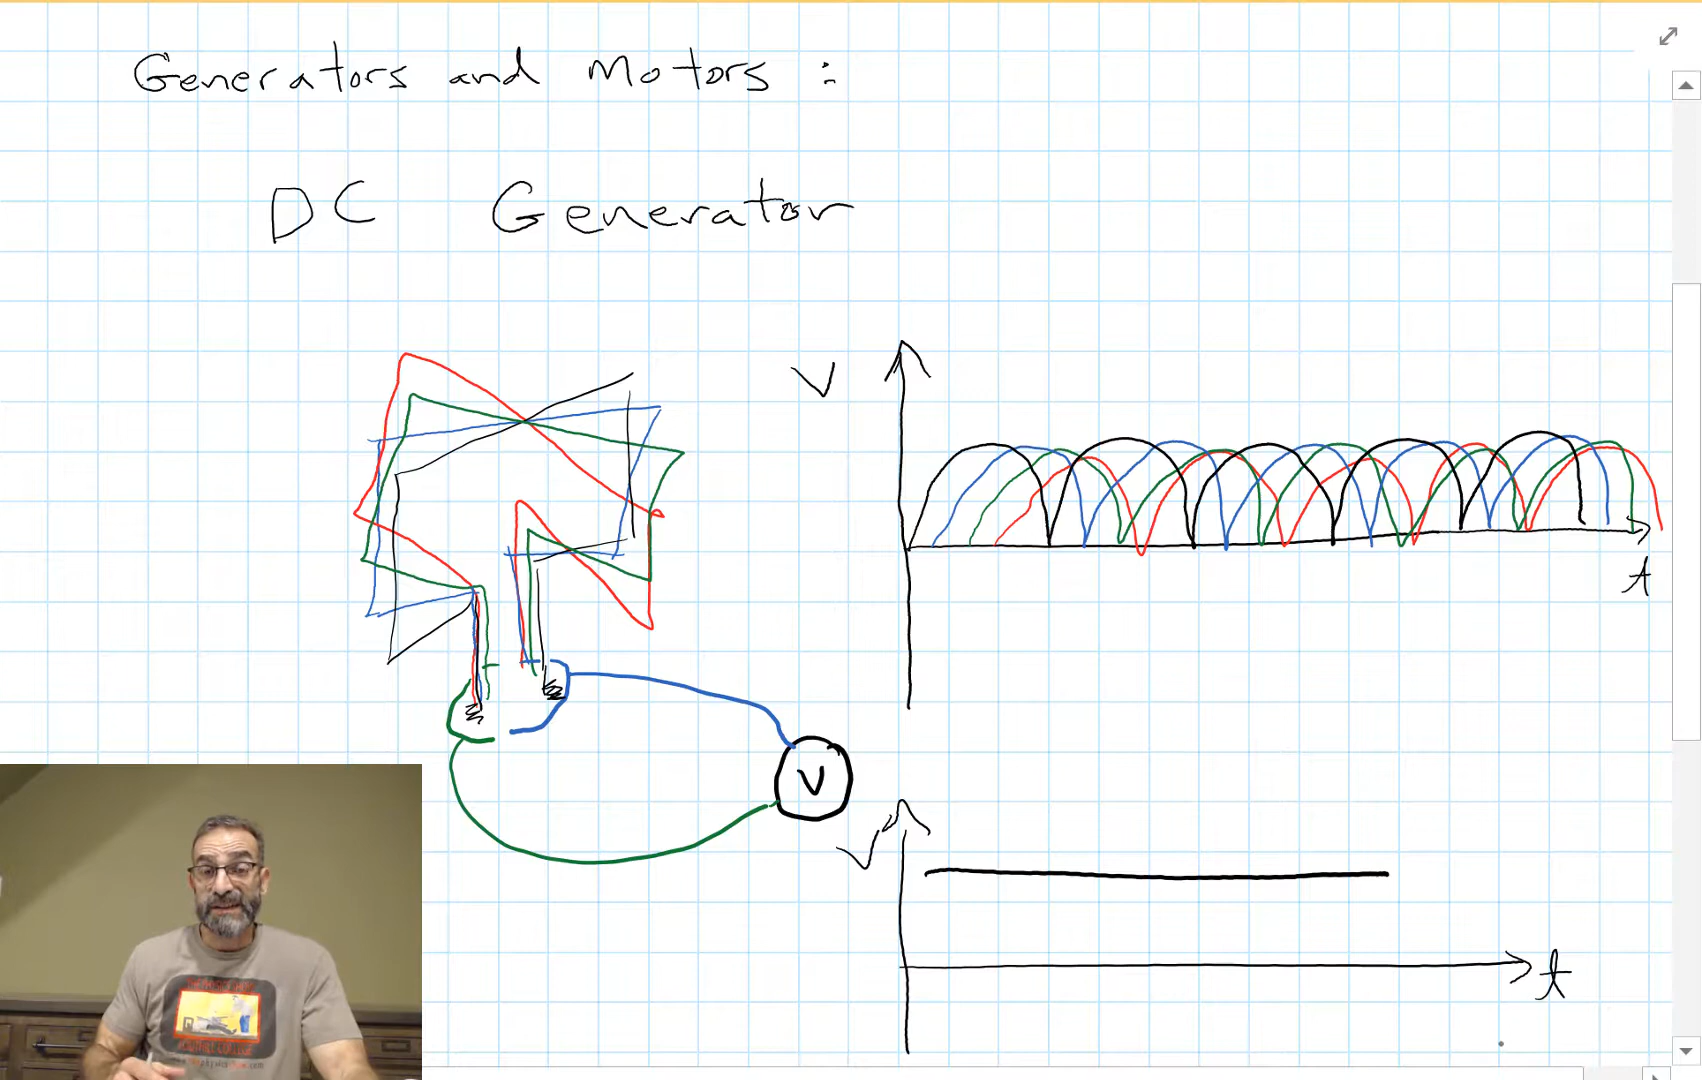 Generators and Motors :
DC Generator
V
t
V
V
t